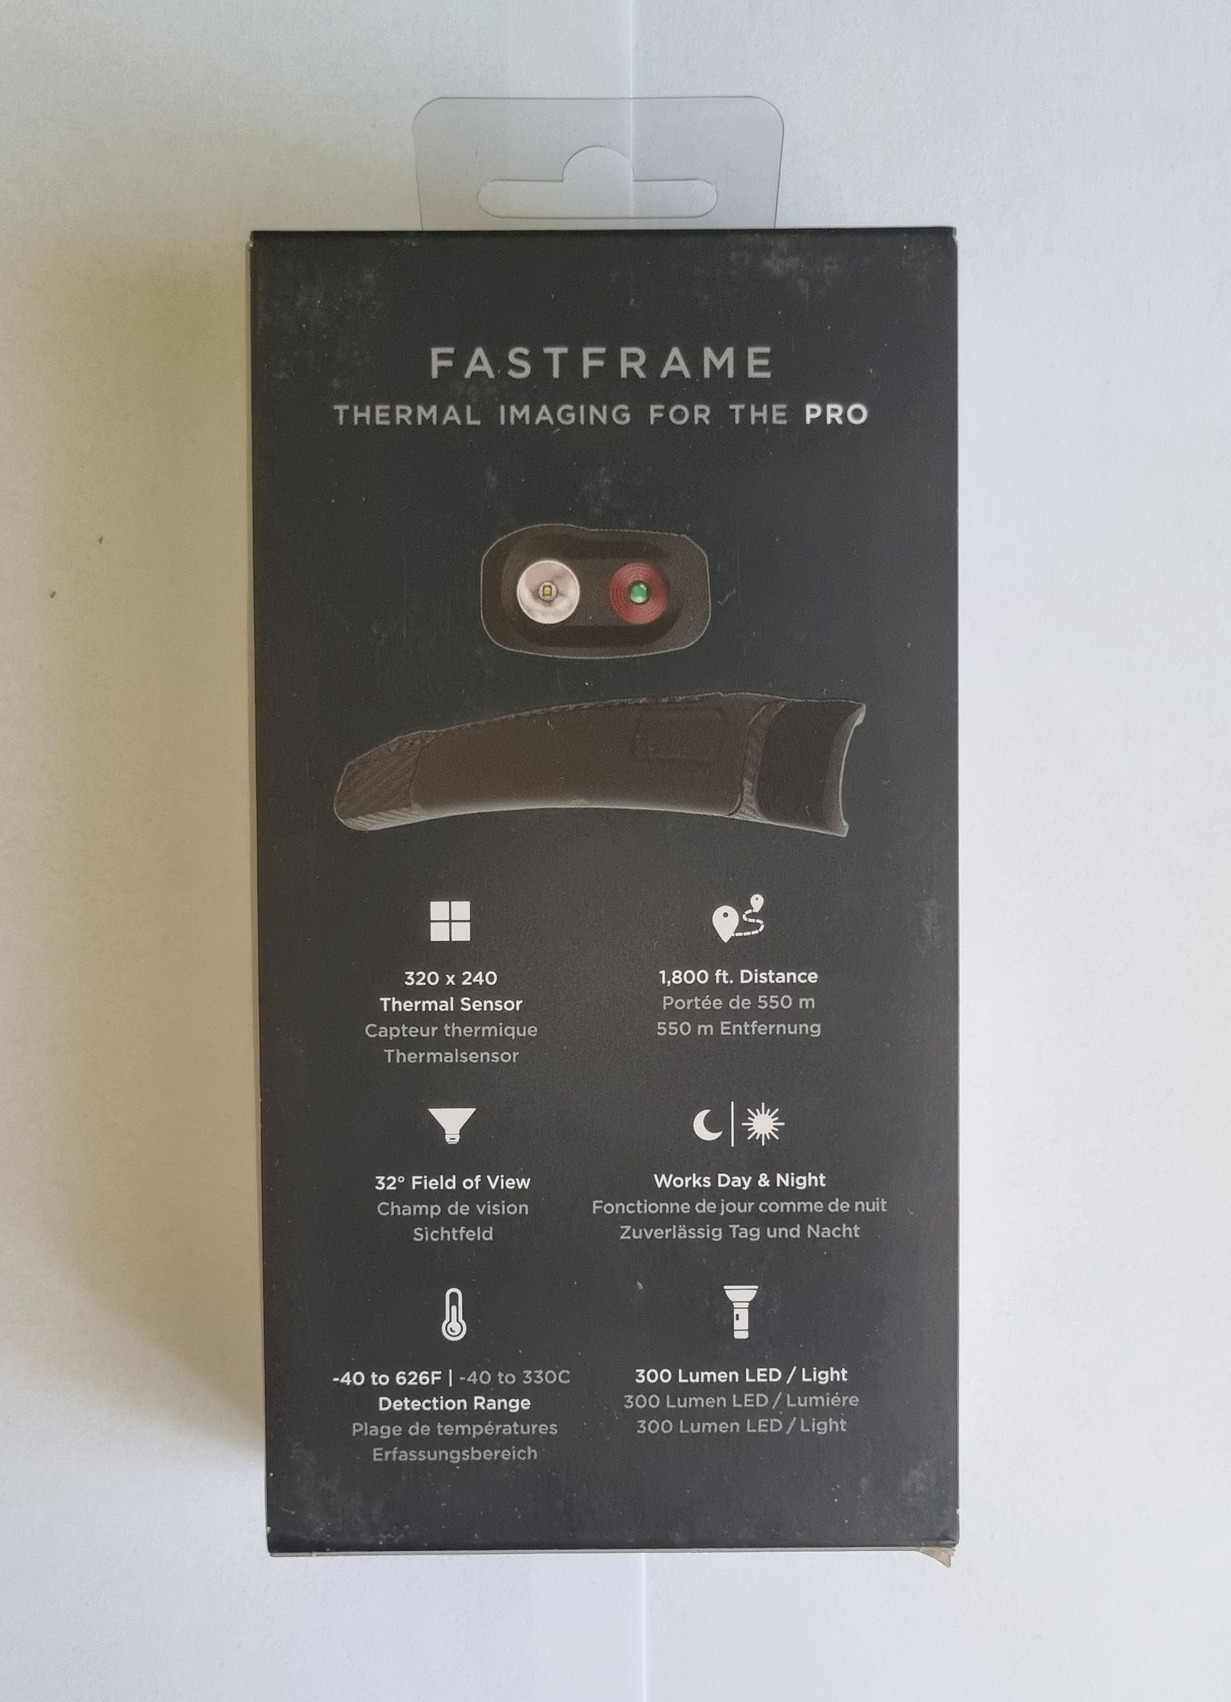 FASTFRAME
THERMAL IMAGING FOR THE PRO
320 x 240
Thermal Sensor
Capteur thermique
Thermalsensor
1,800 ft. Distance
Portée de 550 m
550 m Entfernung
32° Field of View
Champ de vision
Sichtfeld
Works Day & Night
Fonctionne de jour comme de nuit
Zuverlässig Tag und Nacht
-40 to 626F | -40 to 330C
Detection Range
Plage de températures
Erfassungsbereich
300 Lumen LED / Light
300 Lumen LED / Lumiére
300 Lumen LED / Light